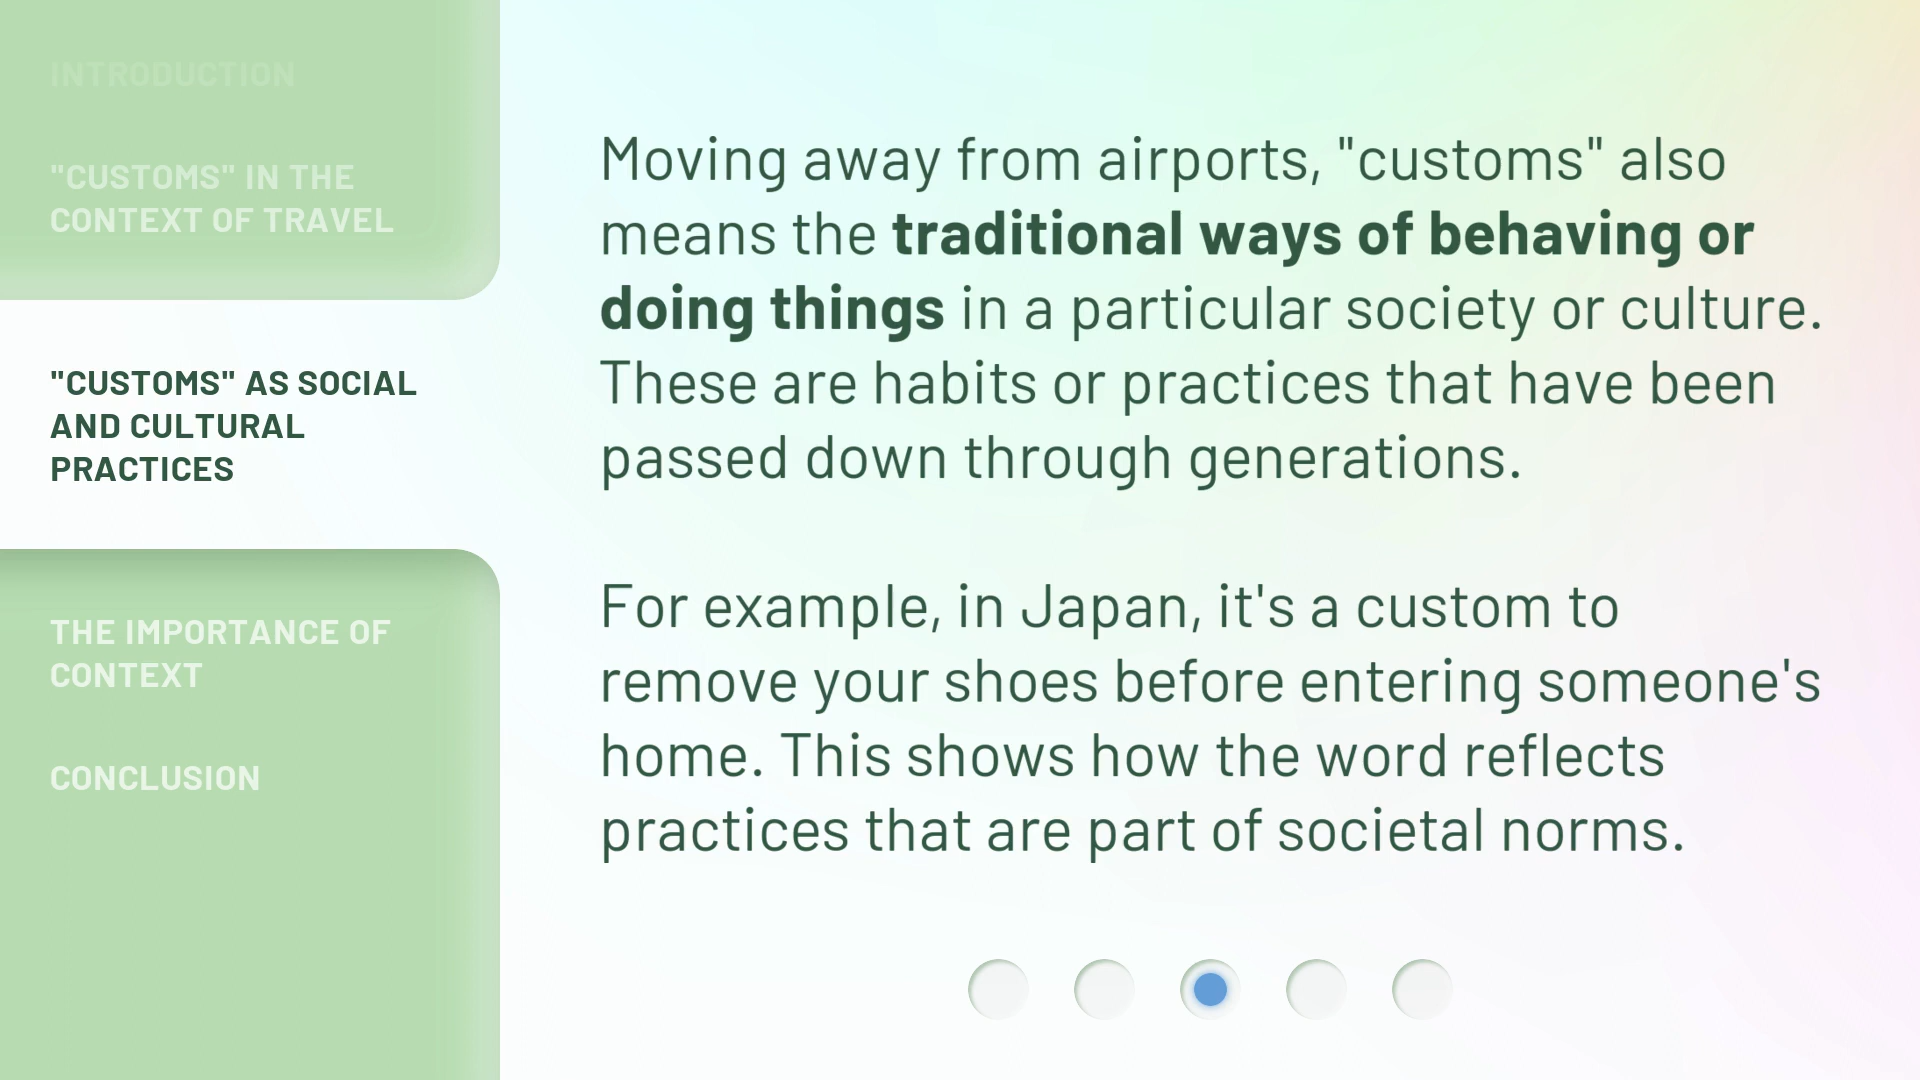 INTRODUCTION
"CUSTOMS" IN THE
CONTEXT OF TRAVEL
"CUSTOMS" AS SOCIAL
AND CULTURAL
PRACTICES
THE IMPORTANCE OF
CONTEXT
CONCLUSION
Moving away from airports, "customs" also
means the traditional ways of behaving or
doing things in a particular society or culture.
These are habits or practices that have been
passed down through generations.
For example, in Japan, it's a custom to
remove your shoes before entering someone's
home. This shows how the word reflects
practices that are part of societal norms.